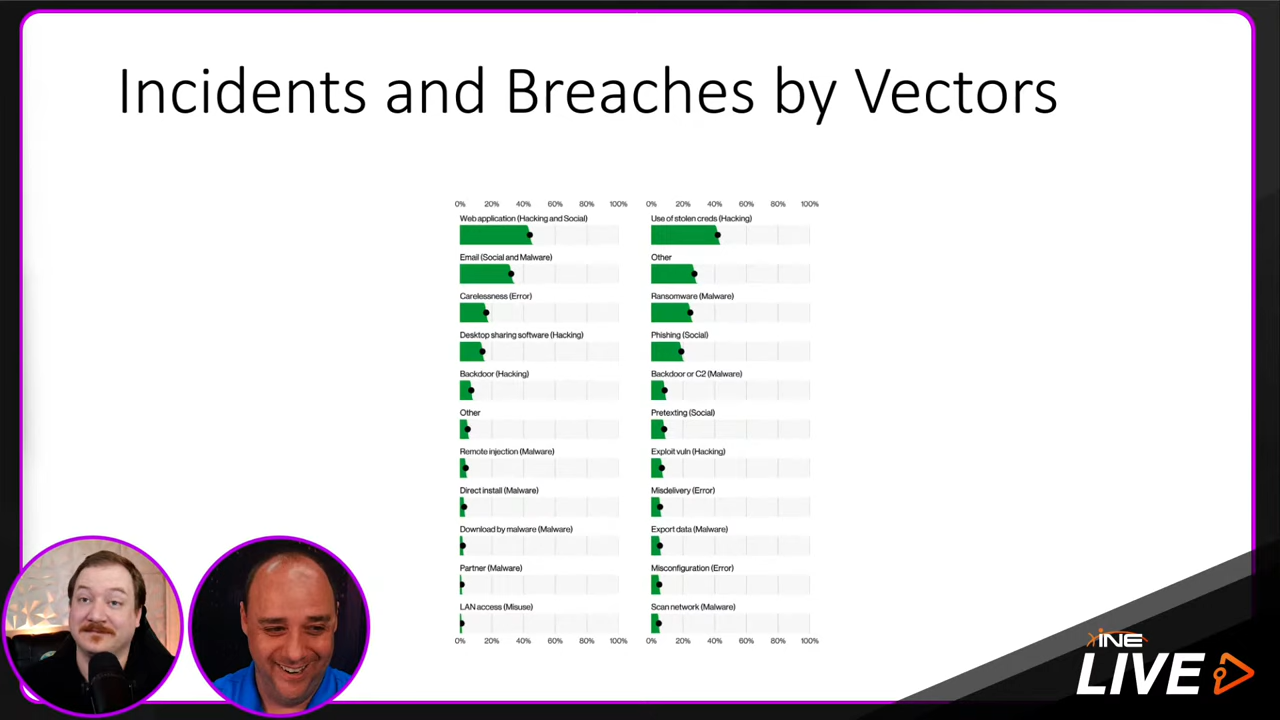 Incidents and Breaches by Vectors
0% 20% 40% 60% 80% 100%
Web application (Hacking and Social)
Email (Social and Malware)
Carelessness (Error)
Desktop sharing software (Hacking)
Backdoor (Hacking)
Other
Remote injection (Malware)
Direct install (Malware)
Download by malware (Malware)
Partner (Malware)
LAN access (Misuse)
0% 20% 40% 60% 80% 100%
0% 20% 40% 60% 80% 100%
Use of stolen creds (Hacking)
Other
Ransomware (Malware)
Phishing (Social)
Backdoor or C2 (Malware)
Pretexting (Social)
Exploit vuln (Hacking)
Misdelivery (Error)
Export data (Malware)
Misconfiguration (Error)
Scan network (Malware)
0% 20% 40% 60% 80% 100%
INE
LIVE